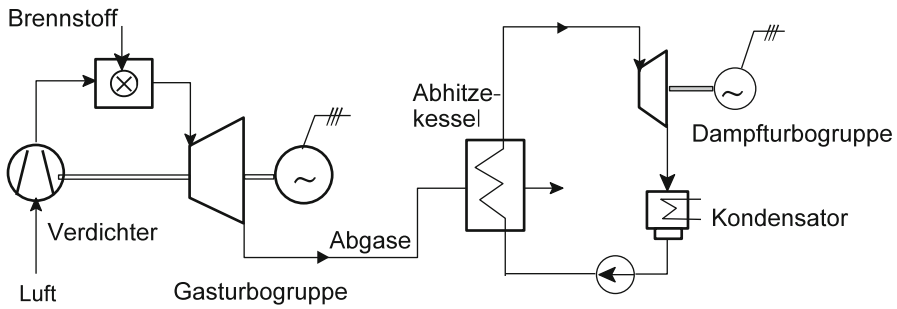 Brennstoff
Abhitze-
kessel
Dampfturbogruppe
Kondensator
Verdichter
Abgase
Luft
Gasturbogruppe